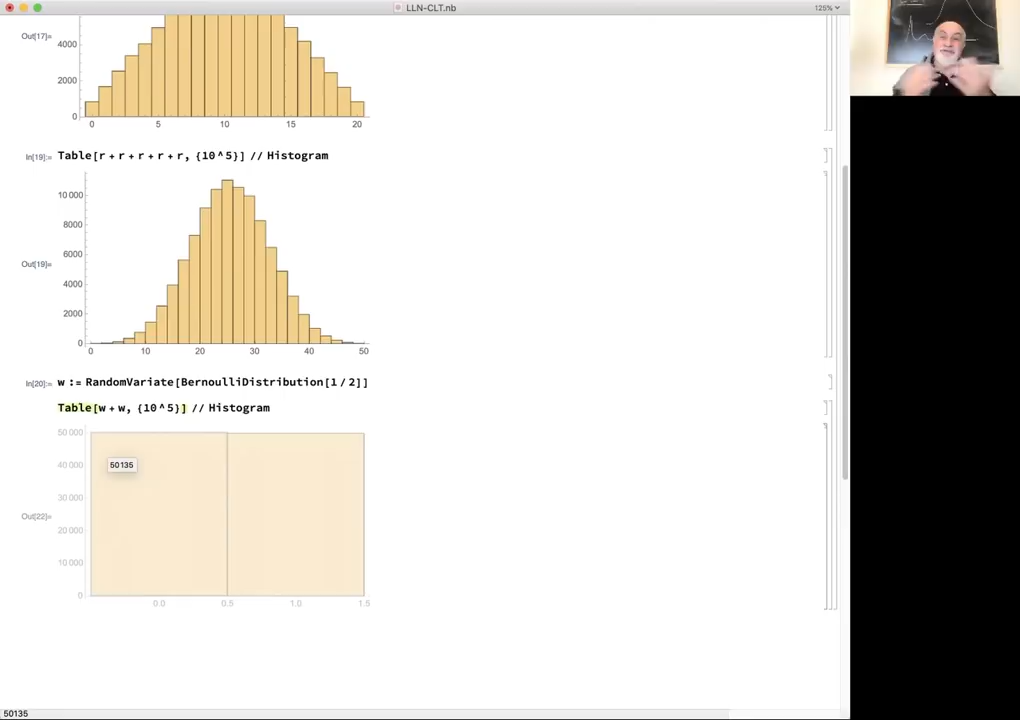 LLN-CLT.nb
125%
Out[17]=
4000
2000
0
0 5 10 15 20
In[19]:= Table[r + r + r + r + r, {10^5}] // Histogram
10 000
8000
6000
Out[19]=
4000
2000
0
0 10 20 30 40 50
In[20]:= w := RandomVariate[BernoulliDistribution[1 / 2]]
Table[w + w, {10^5}] // Histogram
50 000
40 000
50135
30 000
Out[22]=
20 000
10 000
0
0.0 0.5 1.0 1.5
50135